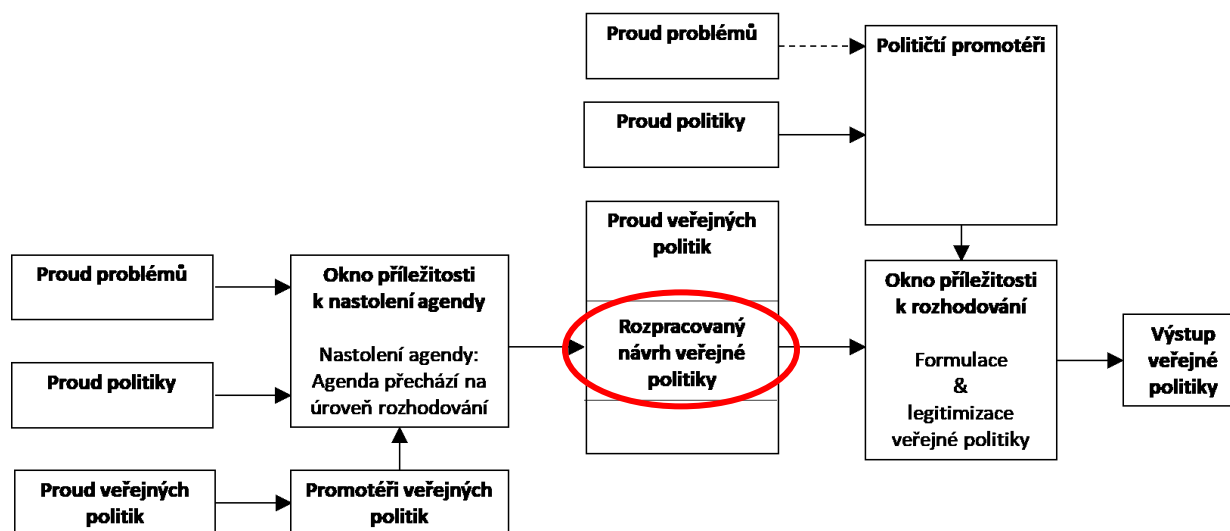 Proud problémů
Političtí promotéři
Proud politiky
Proud veřejných
politik
Proud problémů
Okno příležitosti
k nastolení agendy
Nastolení agendy:
Agenda přechází na
úroveň rozhodování
Proud politiky
Proud veřejných
politik
Promotéři veřejných
politik
Rozpracovaný
návrh veřejné
politiky
Okno příležitosti
k rozhodování
Formulace
&
legitimizace
veřejné politiky
Výstup
veřejné
politiky